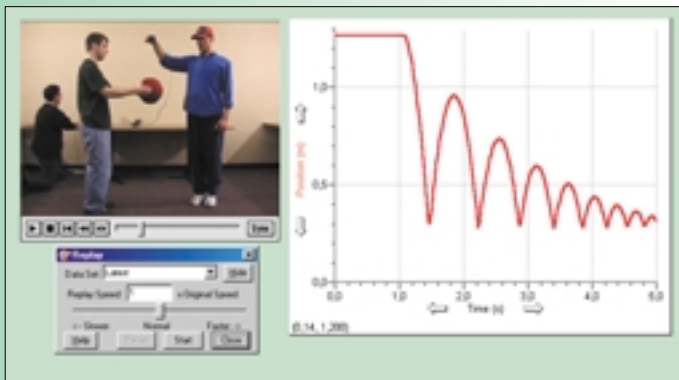 1,0
Position (m)
0,5
0,0
0,0 1,0 2,0 3,0 4,0 5,0
Time (s)
(0,14, 1,200)
Sync
Replay
Data Set: Latest Hide
Replay Speed: x Original Speed
<- Slower Normal Faster ->
Help Start Close